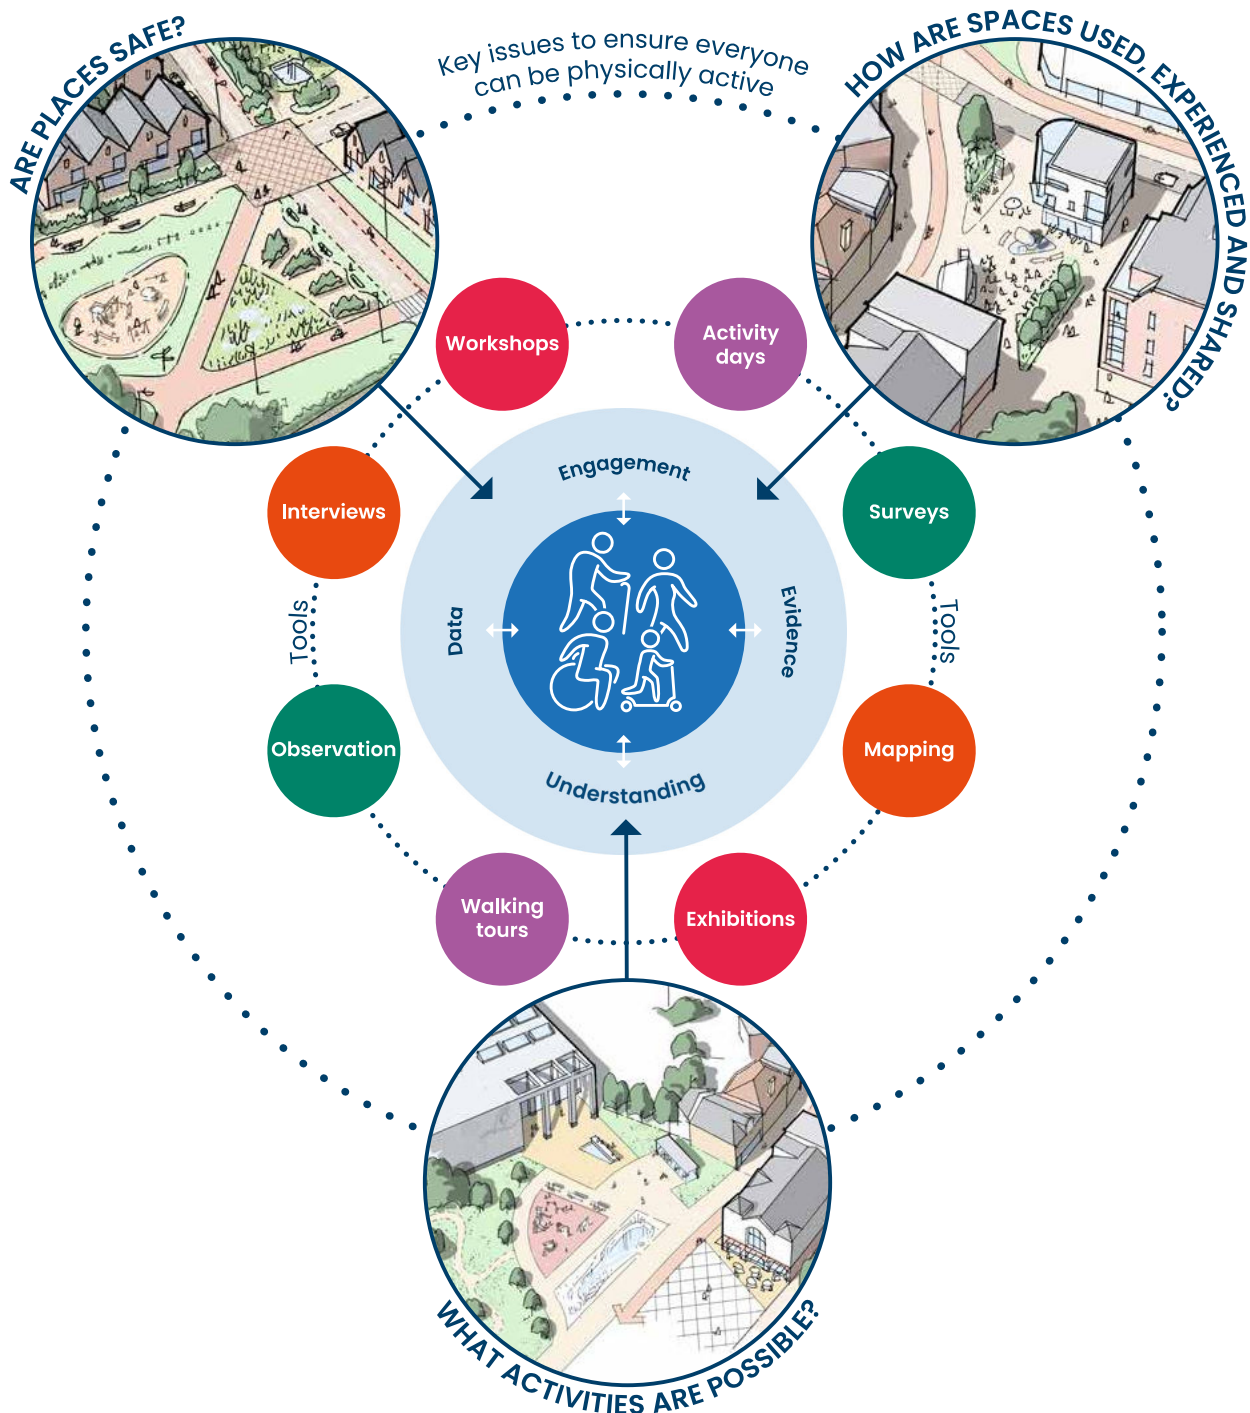 Key issues to ensure everyone
can be physically active
ARE PLACES SAFE?
HOW ARE SPACES USED, EXPERIENCED AND SHARED?
Workshops
Activity
days
Interviews
Surveys
Engagement
Data
Evidence
Understanding
Tools
Tools
Observation
Mapping
Walking
tours
Exhibitions
WHAT ACTIVITIES ARE POSSIBLE?